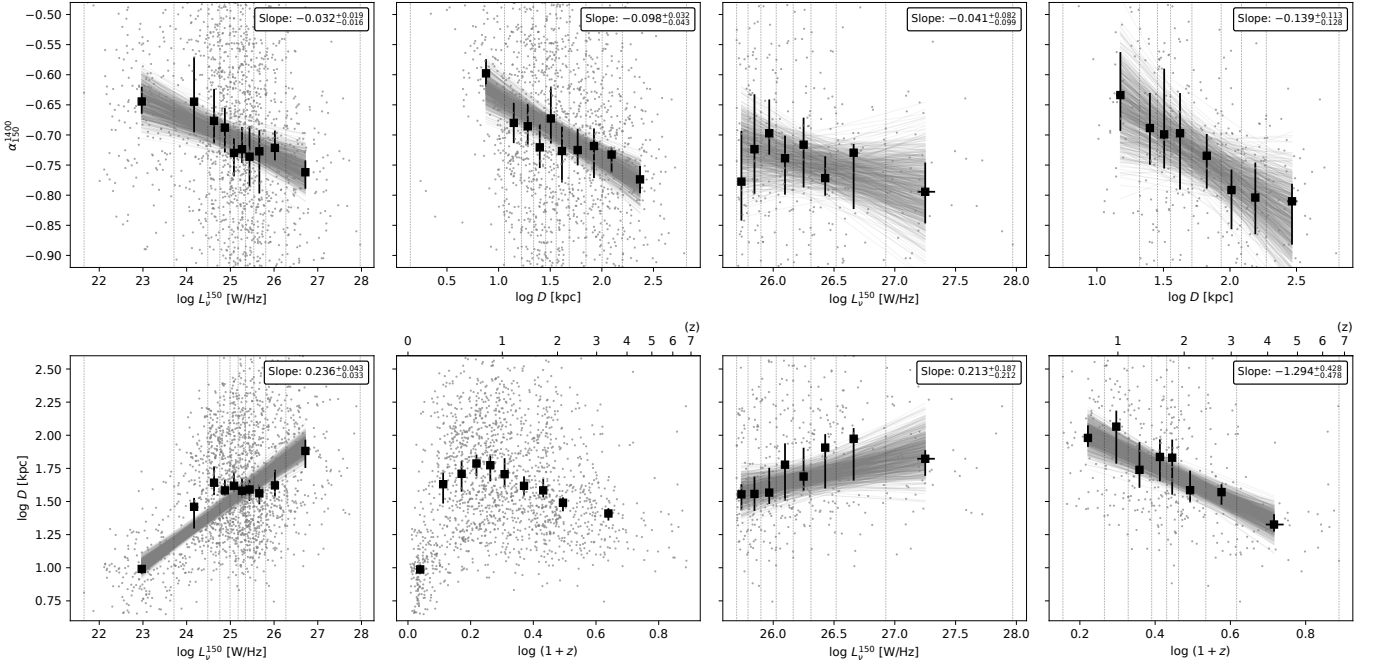 Slope: −0.032 +0.019 −0.016
Slope: −0.098 +0.032 −0.043
Slope: −0.041 +0.082 −0.099
Slope: −0.139 +0.113 −0.128
−0.50
−0.55
−0.60
−0.65
−0.70
−0.75
−0.80
−0.85
−0.90
α₁₅₀¹⁴⁰⁰
22 23 24 25 26 27 28
0.5 1.0 1.5 2.0 2.5
26.0 26.5 27.0 27.5 28.0
1.0 1.5 2.0 2.5
log Lᵥ¹⁵⁰ [W/Hz]
log D [kpc]
log Lᵥ¹⁵⁰ [W/Hz]
log D [kpc]
(z)
(z)
0 1 2 3 4 5 6 7
1 2 3 4 5 6 7
Slope: 0.236 +0.043 −0.033
Slope: 0.213 +0.187 −0.212
Slope: −1.294 +0.428 −0.478
2.50
2.25
2.00
1.75
1.50
1.25
1.00
0.75
log D [kpc]
22 23 24 25 26 27 28
0.0 0.2 0.4 0.6 0.8
26.0 26.5 27.0 27.5 28.0
0.2 0.4 0.6 0.8
log Lᵥ¹⁵⁰ [W/Hz]
log (1+z)
log Lᵥ¹⁵⁰ [W/Hz]
log (1+z)